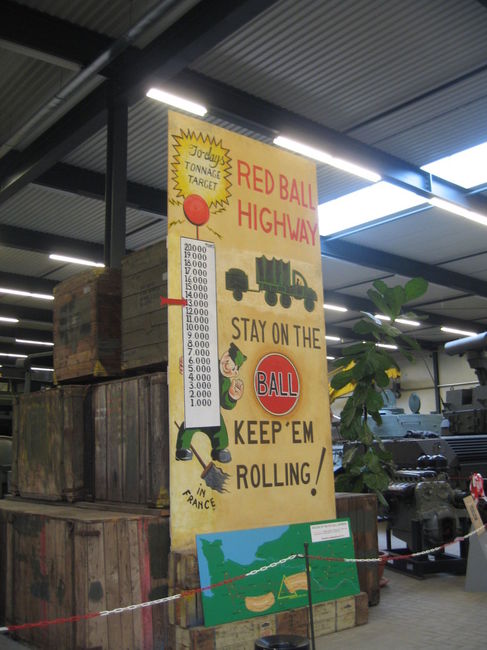 Today's
TONNAGE
TARGET
RED BALL
HIGHWAY
20.000
19.000
18.000
17.000
16.000
15.000
14.000
13.000
12.000
11.000
10.000
9.000
8.000
7.000
6.000
5.000
4.000
3.000
2.000
1.000
STAY ON THE
BALL
KEEP 'EM
ROLLING!
IN
FRANCE